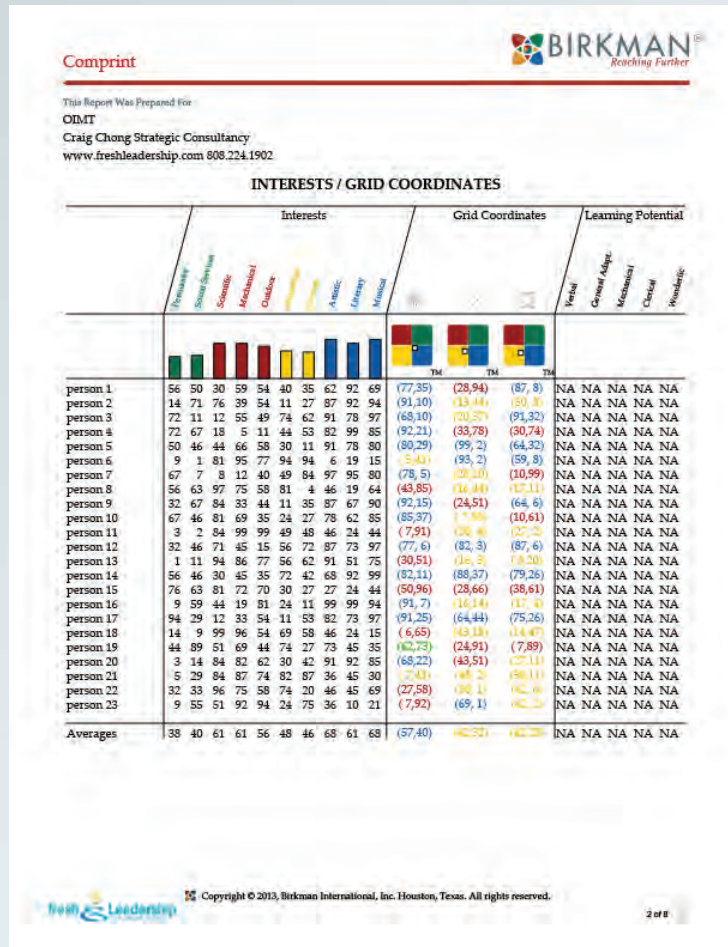 BIRKMAN®
Reaching Further
Comprint
This Report Was Prepared For
OIMT
Craig Chong Strategic Consultancy
www.freshleadership.com 808.224.1902
INTERESTS / GRID COORDINATES
Interests Grid Coordinates Learning Potential
Persuasive Social Service Scientific Mechanical Outdoor Artistic Literary Musical Verbal General Adapt. Mechanical Clerical Wonderlic
TM TM TM
person 1 56 50 30 59 54 40 35 62 92 69 (77,35) (28,94) (87, 8) NA NA NA NA NA
person 2 14 71 76 39 54 11 27 87 92 94 (91,10) NA NA NA NA NA
person 3 72 11 12 55 49 74 62 91 78 97 (68,10) (91,32) NA NA NA NA NA
person 4 72 67 18 5 11 44 53 82 99 85 (92,21) (33,78) (30,74) NA NA NA NA NA
person 5 50 46 44 66 58 30 11 91 78 80 (80,29) (99, 2) (64,32) NA NA NA NA NA
person 6 9 1 81 95 77 94 94 6 19 15 (93, 2) (59, 8) NA NA NA NA NA
person 7 67 7 8 12 40 49 84 97 95 80 (78, 5) (10,99) NA NA NA NA NA
person 8 56 63 97 75 58 81 4 46 19 64 (43,85) NA NA NA NA NA
person 9 32 67 84 33 44 11 35 87 67 90 (92,15) (24,51) (64, 6) NA NA NA NA NA
person 10 67 46 81 69 35 24 27 78 62 85 (85,37) (10,61) NA NA NA NA NA
person 11 3 2 84 99 99 49 48 46 24 44 (7,91) NA NA NA NA NA
person 12 32 46 71 45 15 56 72 87 73 97 (77, 6) (82, 3) (87, 6) NA NA NA NA NA
person 13 1 11 94 86 77 56 62 91 51 75 (30,51) NA NA NA NA NA
person 14 56 46 30 45 35 72 42 68 92 99 (82,11) (88,37) (79,26) NA NA NA NA NA
person 15 76 63 81 72 70 30 27 27 24 44 (50,96) (28,66) (38,61) NA NA NA NA NA
person 16 9 59 44 19 81 24 11 99 99 94 (91, 7) NA NA NA NA NA
person 17 94 29 12 33 54 11 53 82 73 97 (91,25) (64,44) (75,26) NA NA NA NA NA
person 18 14 9 99 96 54 69 58 46 24 15 ( 6,65) NA NA NA NA NA
person 19 44 89 51 69 44 74 27 73 45 35 (62,73) (24,91) ( 7,89) NA NA NA NA NA
person 20 3 14 84 82 62 30 42 91 92 85 (68,22) (43,51) NA NA NA NA NA
person 21 5 29 84 87 74 82 87 36 45 30 NA NA NA NA NA
person 22 32 33 96 75 58 74 20 46 45 69 (27,58) NA NA NA NA NA
person 23 9 55 51 92 94 24 75 36 10 21 ( 7,92) (69, 1) NA NA NA NA NA
Averages 38 40 61 61 56 48 46 68 61 68 (57,40) NA NA NA NA NA
Copyright © 2013, Birkman International, Inc. Houston, Texas. All rights reserved.
fresh Leadership
2 of 8